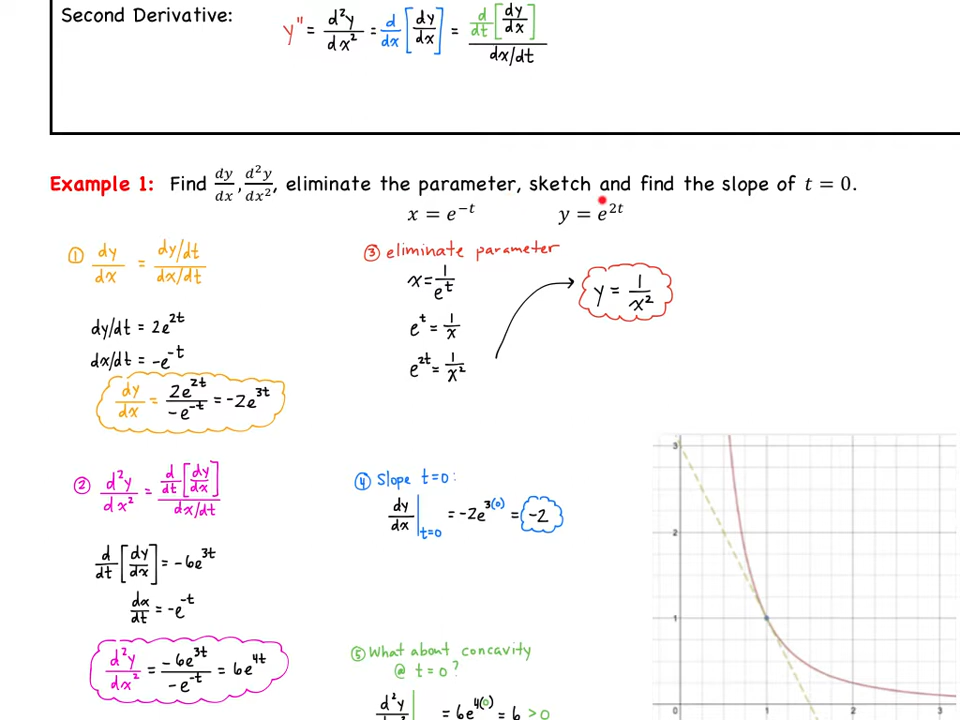 Second Derivative:
y'' = d²y/dx² = d/dx [dy/dx] = d/dt [dy/dx] / dx/dt
Example 1: Find dy/dx, d²y/dx², eliminate the parameter, sketch and find the slope of t = 0.
x = e^{-t} y = e^{2t}
① dy/dx = dy/dt / dx/dt
dy/dt = 2e^{2t}
dx/dt = -e^{-t}
dy/dx = 2e^{2t} / -e^{-t} = -2e^{3t}
② d²y/dx² = d/dt [dy/dx] / dx/dt
d/dt [dy/dx] = -6e^{3t}
dx/dt = -e^{-t}
d²y/dx² = -6e^{3t} / -e^{-t} = 6e^{4t}
③ eliminate parameter
x = 1/e^t
e^t = 1/x
e^{2t} = 1/x²
y = 1/x²
④ Slope t=0:
dy/dx |t=0 = -2e^{3(0)} = -2
⑤ What about concavity
@ t=0?
d²y/dx² | = 6e^{4(0)} = 6 >0
3
2
1
0 1 2 3